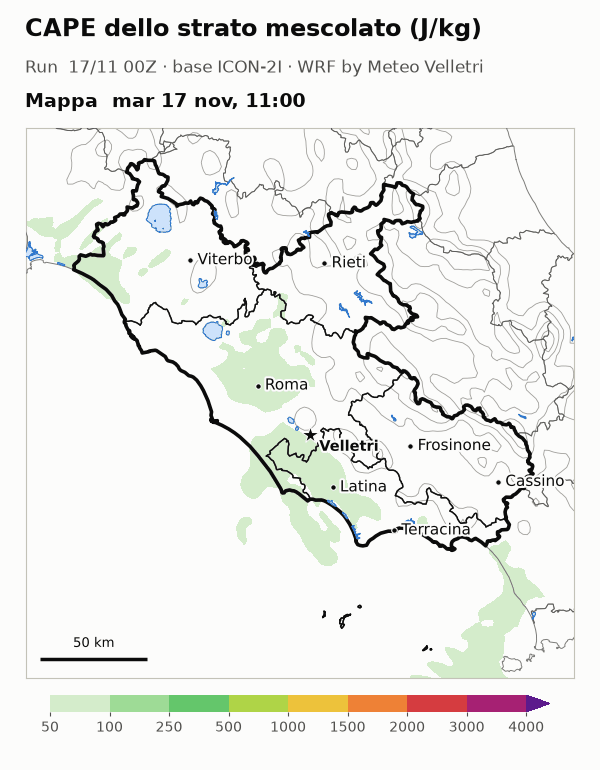 CAPE dello strato mescolato (J/kg)
Run  17/11 00Z · base ICON-2I · WRF by Meteo Velletri
Mappa  mar 17 nov, 11:00
Viterbo
Rieti
Roma
Velletri
Frosinone
Latina
Cassino
Terracina
50 km
50 100 250 500 1000 1500 2000 3000 4000